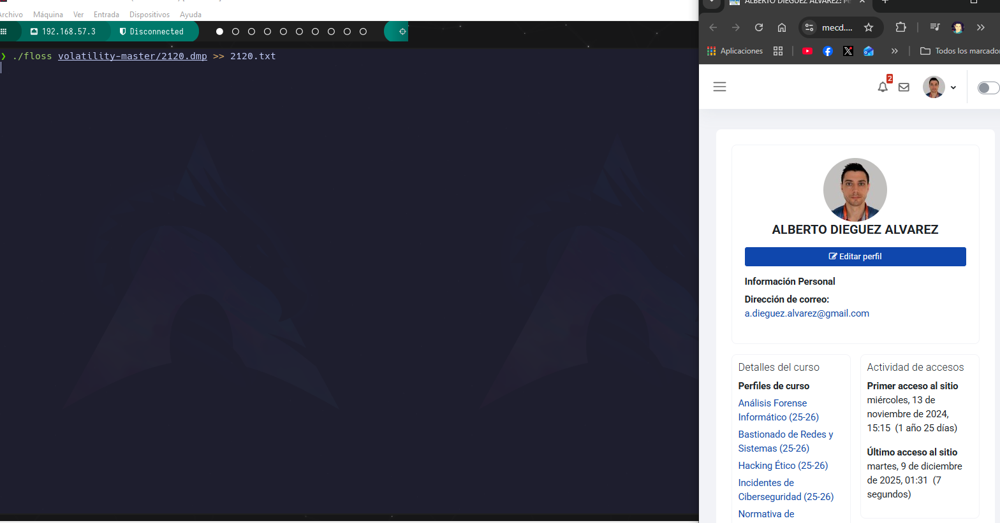 Archivo Máquina Ver Entrada Dispositivos Ayuda
192.168.57.3 Disconnected
❯ ./floss volatility-master/2120.dmp >> 2120.txt
ALBERTO DIEGUEZ ALVAREZ: Pe
mecd....
Aplicaciones
Todos los marcado
2
ALBERTO DIEGUEZ ALVAREZ
Editar perfil
Información Personal
Dirección de correo:
a.dieguez.alvarez@gmail.com
Detalles del curso
Perfiles de curso
Análisis Forense
Informático (25-26)
Bastionado de Redes y
Sistemas (25-26)
Hacking Ético (25-26)
Incidentes de
Ciberseguridad (25-26)
Normativa de
Actividad de accesos
Primer acceso al sitio
miércoles, 13 de
noviembre de 2024,
15:15 (1 año 25 días)
Último acceso al sitio
martes, 9 de diciembre
de 2025, 01:31 (7
segundos)